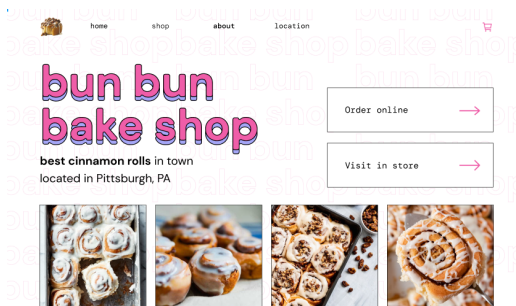 home shop about location
bun bun
bake shop
best cinnamon rolls in town
located in Pittsburgh, PA
Order online
Visit in store